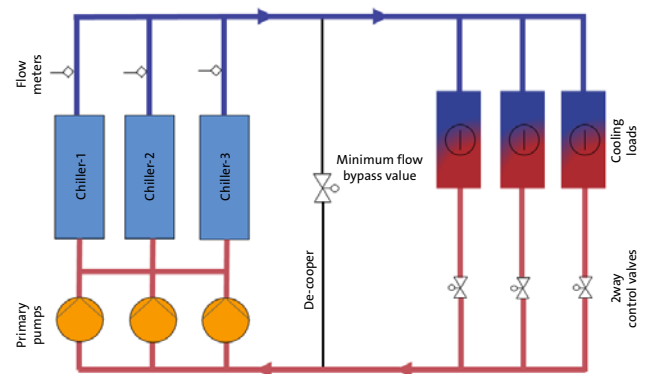 Flow
meters
Chiller-1
Chiller-2
Chiller-3
Minimum flow
bypass value
De-cooper
Cooling
loads
Primary
pumps
2way
control valves